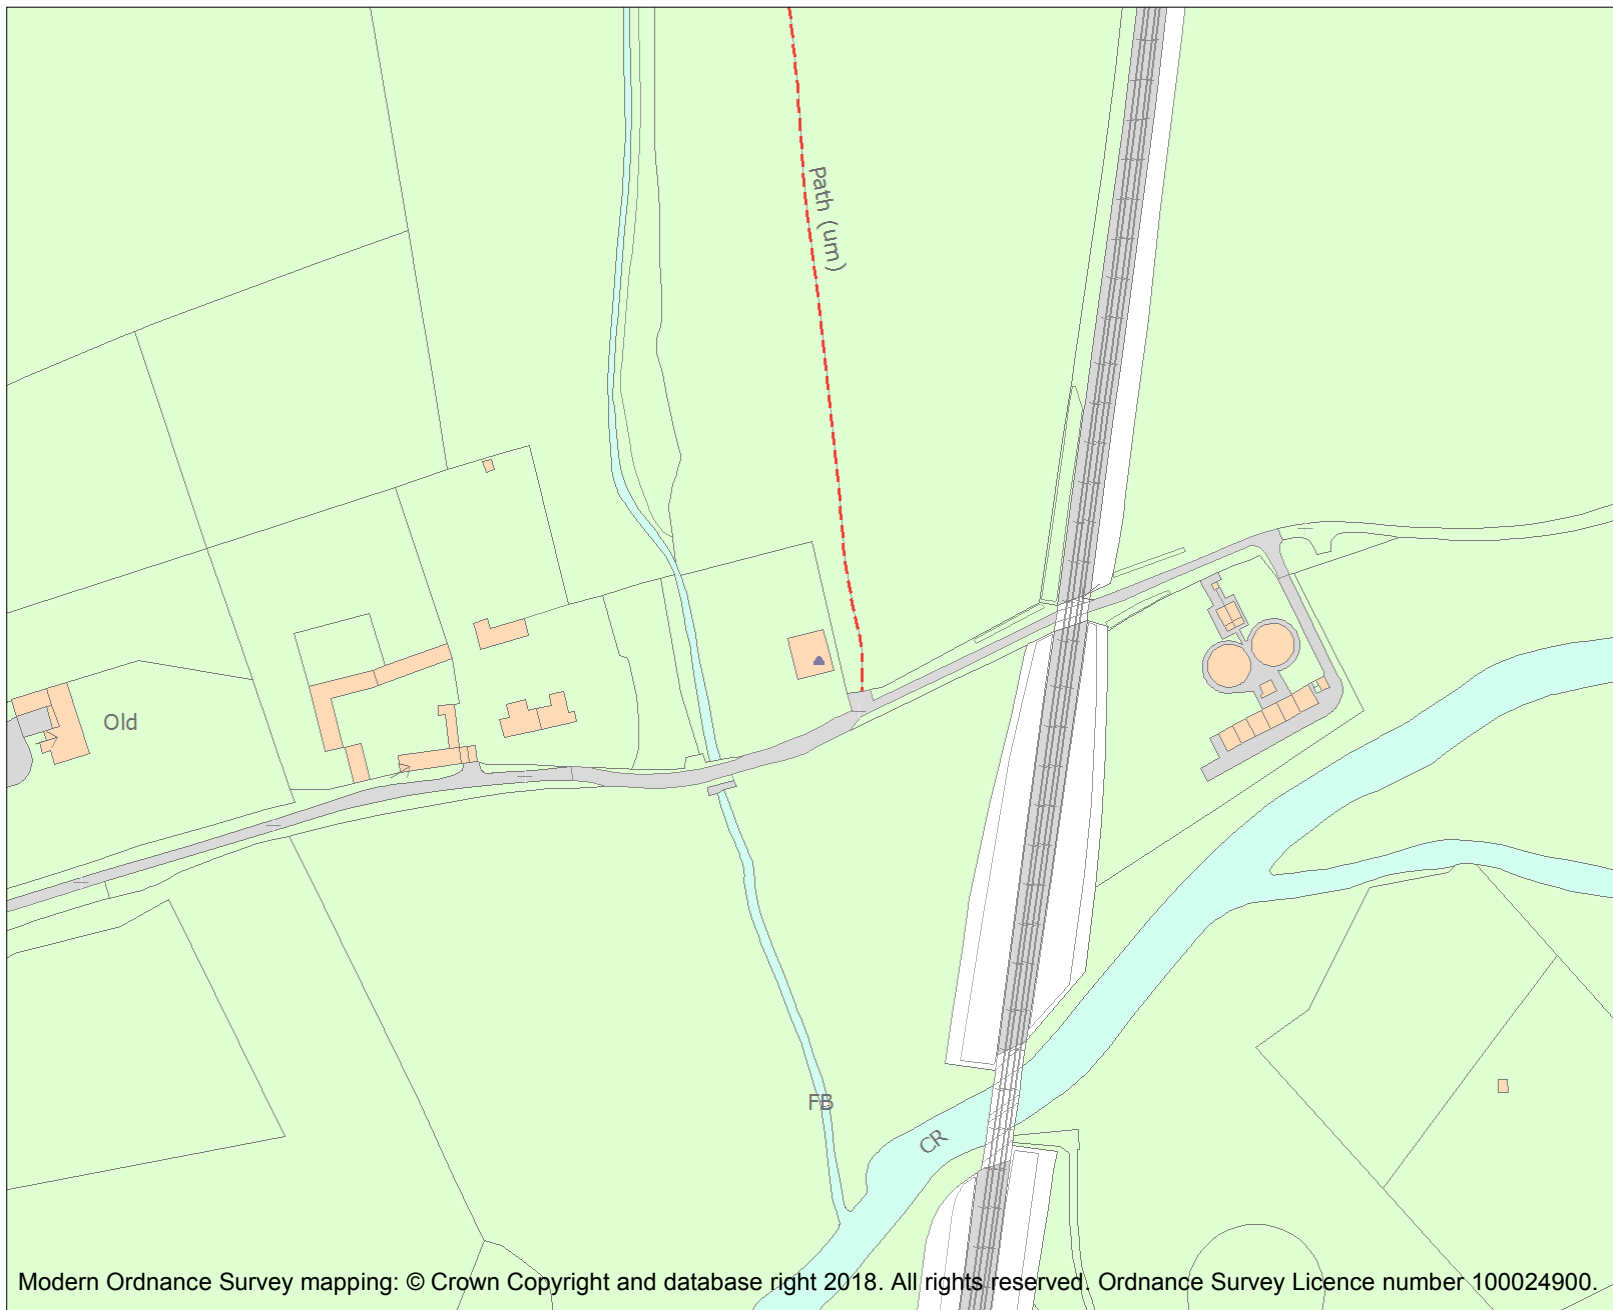 Path (um)
Old
FB
CR
Modern Ordnance Survey mapping: © Crown Copyright and database right 2018. All rights reserved. Ordnance Survey Licence number 100024900.